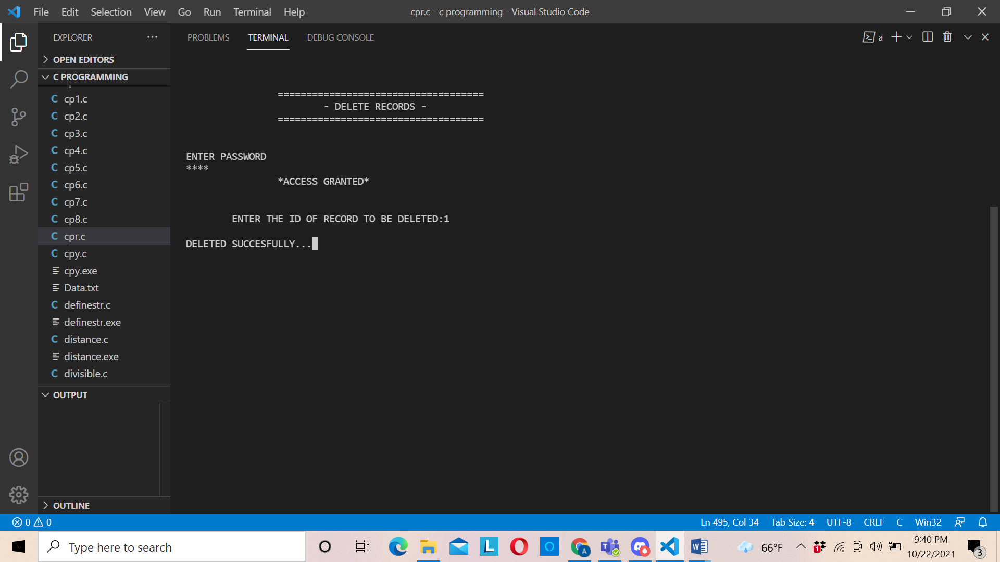 File Edit Selection View Go Run Terminal Help cpr.c - c programming - Visual Studio Code
EXPLORER
PROBLEMS TERMINAL DEBUG CONSOLE
a
OPEN EDITORS
C PROGRAMMING
C cp1.c
C cp2.c
C cp3.c
C cp4.c
C cp5.c
C cp6.c
C cp7.c
C cp8.c
C cpr.c
C cpy.c
cpy.exe
Data.txt
C definestr.c
definestr.exe
C distance.c
distance.exe
C divisible.c
OUTPUT
OUTLINE
====================================
- DELETE RECORDS -
====================================
ENTER PASSWORD
****
*ACCESS GRANTED*
ENTER THE ID OF RECORD TO BE DELETED:1
DELETED SUCCESFULLY...
0 0
Ln 495, Col 34 Tab Size: 4 UTF-8 CRLF C Win32
Type here to search
L
A
T
W
66°F
1
9:40 PM
10/22/2021
3